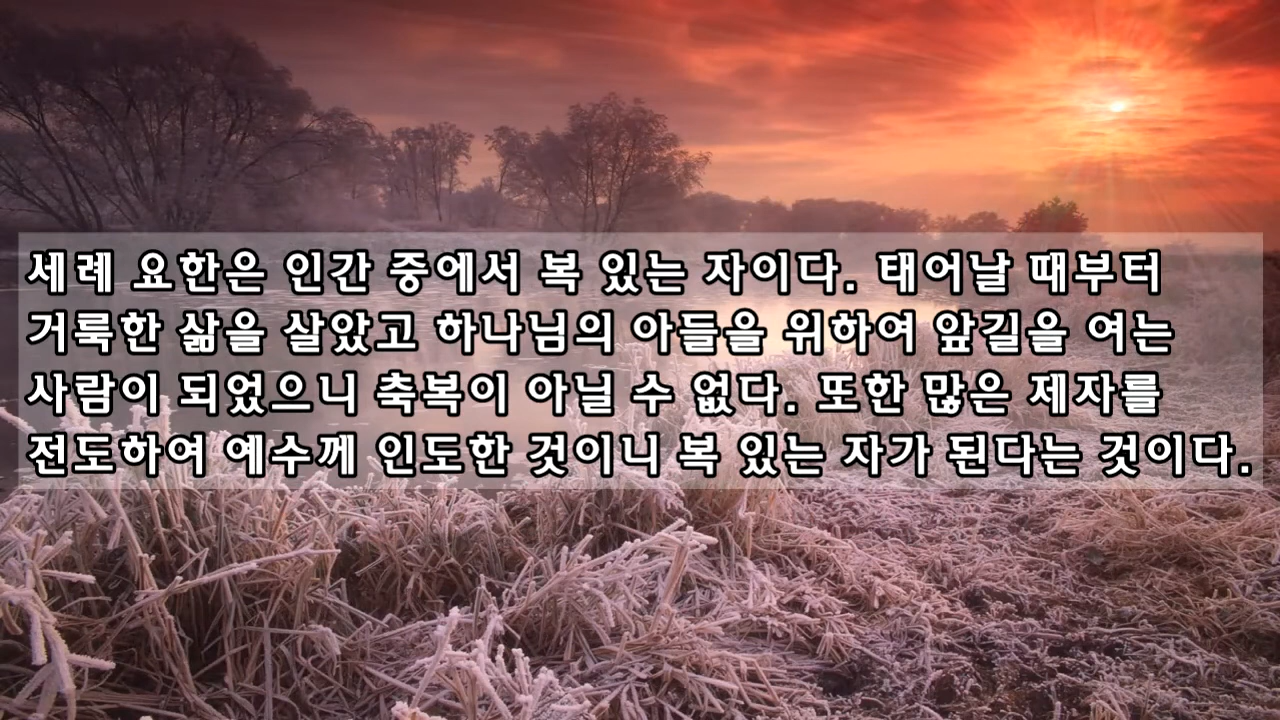 세례 요한은 인간 중에서 복 있는 자이다. 태어날 때부터
거룩한 삶을 살았고 하나님의 아들을 위하여 앞길을 여는
사람이 되었으니 축복이 아닐 수 없다. 또한 많은 제자를
전도하여 예수께 인도한 것이니 복 있는 자가 된다는 것이다.